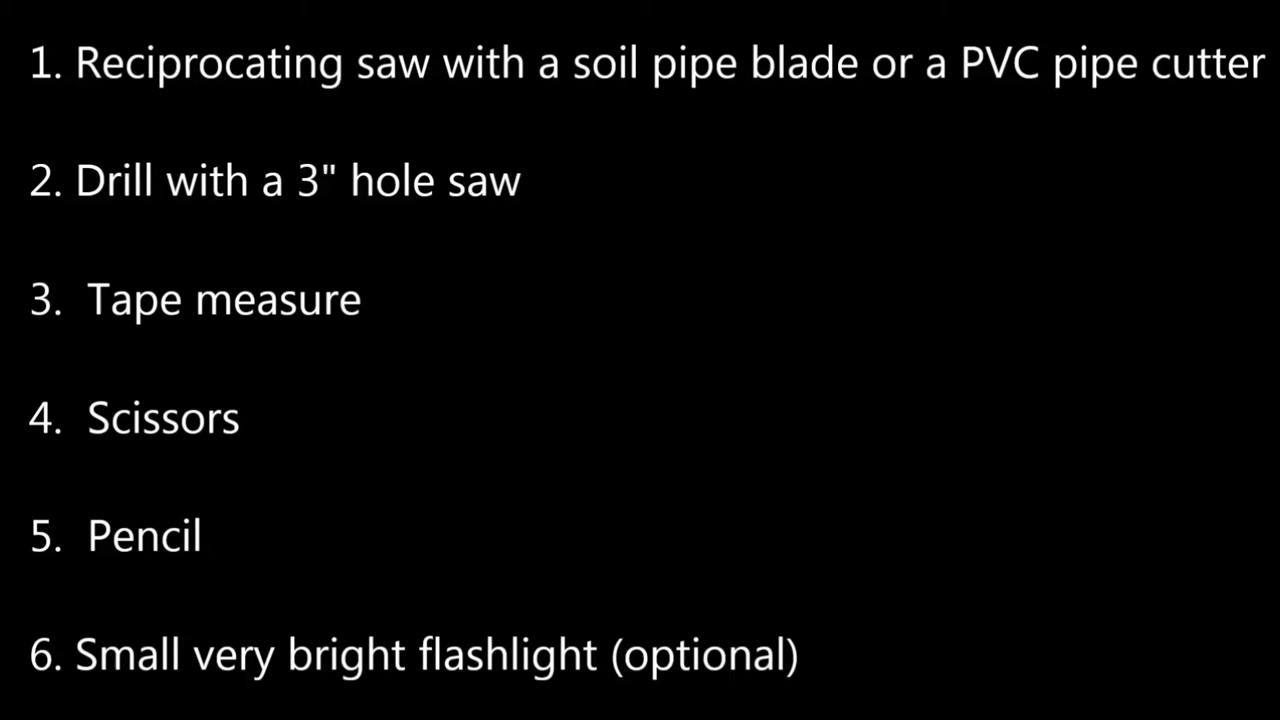 1. Reciprocating saw with a soil pipe blade or a PVC pipe cutter
2. Drill with a 3" hole saw
3. Tape measure
4. Scissors
5. Pencil
6. Small very bright flashlight (optional)